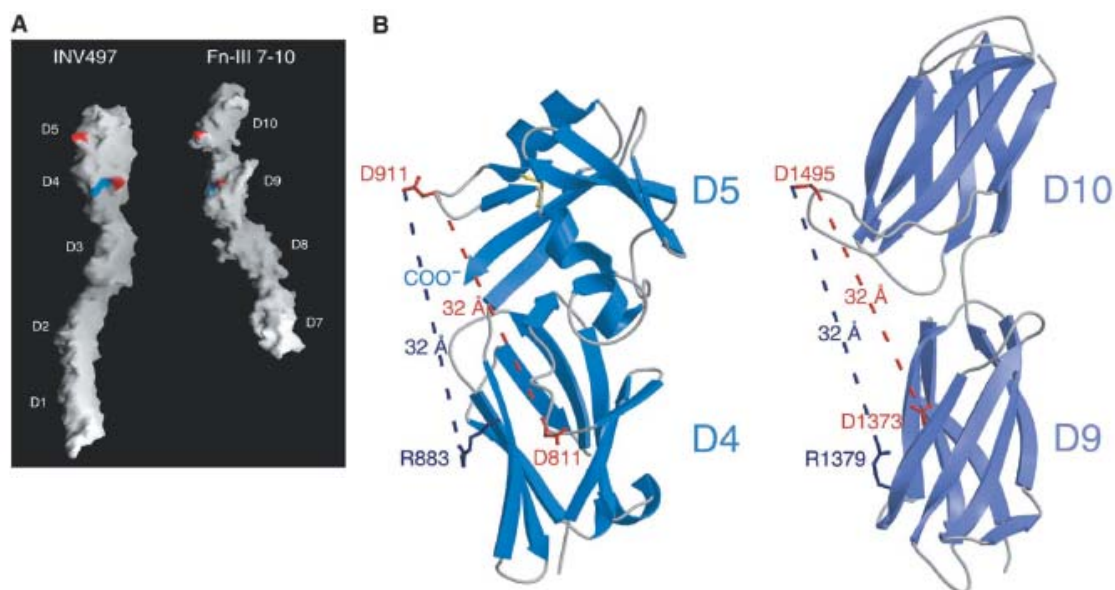 A
INV497 Fn-III 7-10
D5
D4
D3
D2
D1
D10
D9
D8
D7
B
D911
D5
COO⁻
32 Å
32 Å
R883
D811
D4
D1495
D10
32 Å
32 Å
D1373
R1379
D9